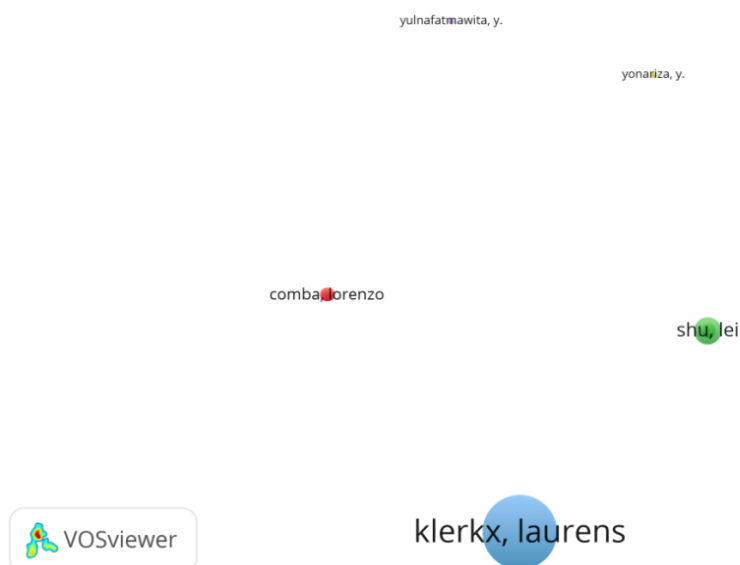 yulnafatmawita, y.
yonariza, y.
comba, lorenzo
shu, lei
klerkx, laurens
VOSviewer